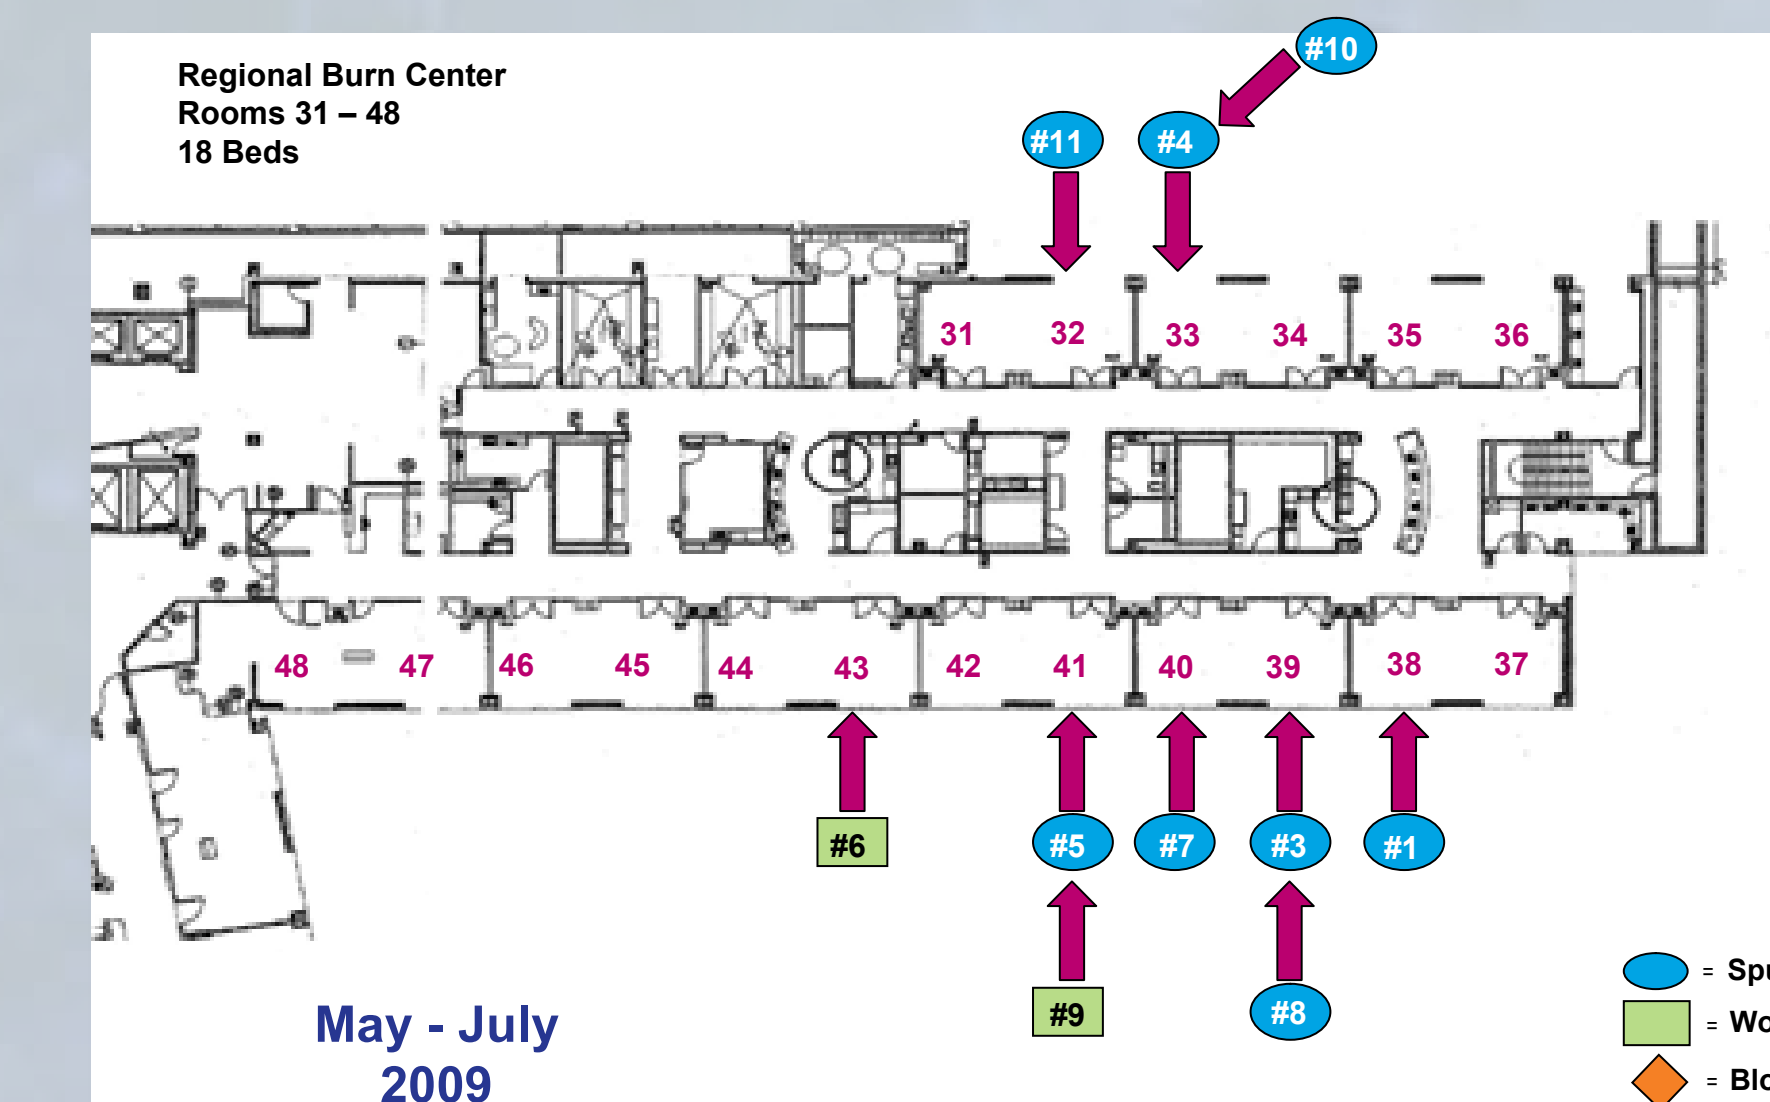 Regional Burn Center
Rooms 31 – 48
18 Beds
#10
#11
#4
31 32 33 34 35 36
48 47 46 45 44 43 42 41 40 39 38 37
#6 #5 #7 #3 #1
#9 #8
=
=
=
May - July
2009